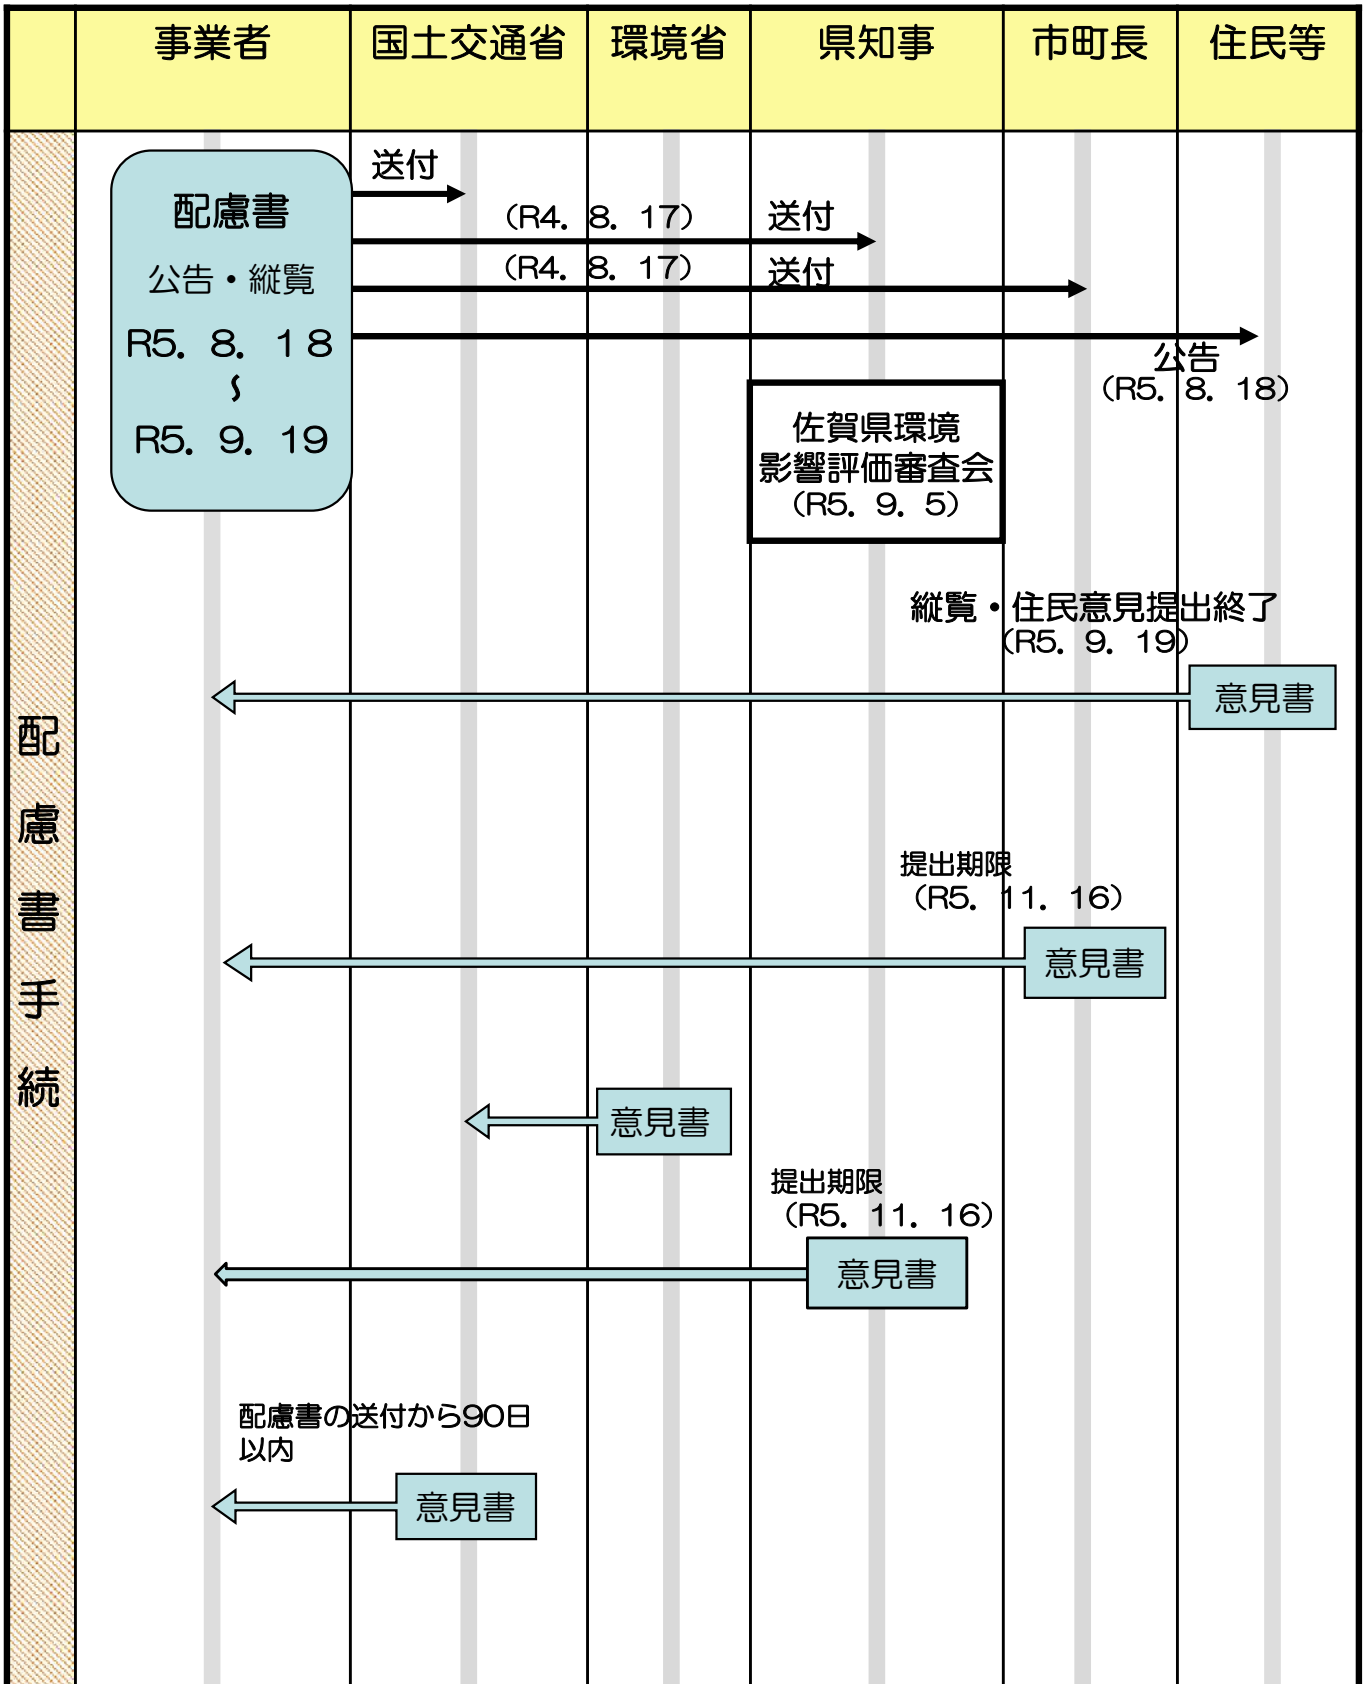 事業者 国土交通省 環境省 県知事 市町長 住民等
配慮書手続
配慮書
公告・縦覧
R5．８．１８
～
R5．９．１９
送付
（R4．８．１７） 送付
（R4．８．１７） 送付
公告
（R5．８．１８）
佐賀県環境
影響評価審査会
（R5．９．５）
縦覧・住民意見提出終了
（R5．９．１９）
意見書
提出期限
（R5．１１．１６）
意見書
意見書
提出期限
（R5．１１．１６）
意見書
配慮書の送付から９０日
以内
意見書